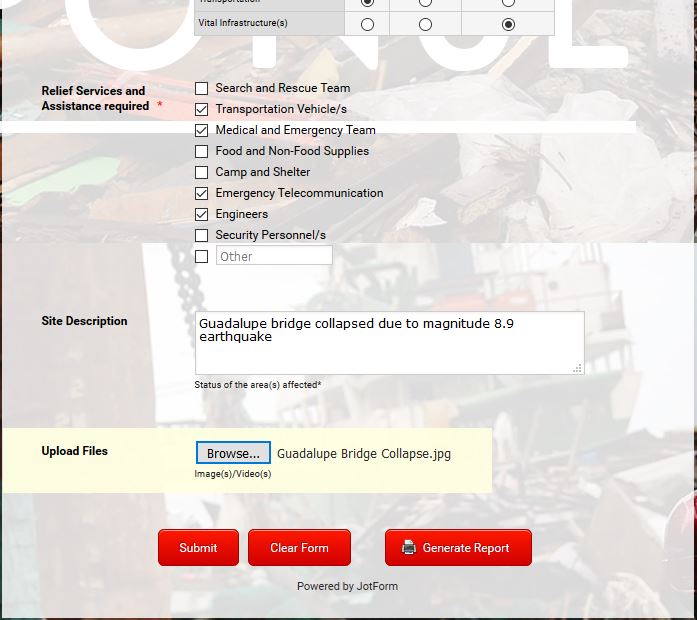 Vital Infrastructure(s)
Relief Services and
Assistance required *
Search and Rescue Team
Transportation Vehicle/s
Medical and Emergency Team
Food and Non-Food Supplies
Camp and Shelter
Emergency Telecommunication
Engineers
Security Personnel/s
Other
Site Description
Guadalupe bridge collapsed due to magnitude 8.9
earthquake
Status of the area(s) affected*
Upload Files
Browse... Guadalupe Bridge Collapse.jpg
Image(s)/Video(s)
Submit Clear Form Generate Report
Powered by JotForm